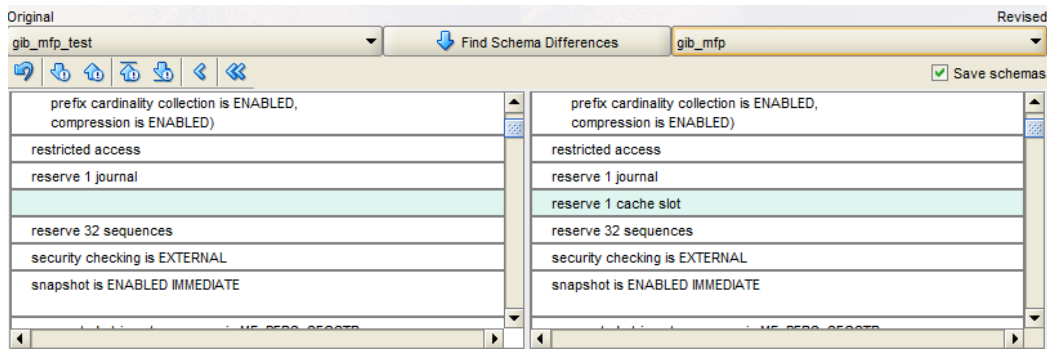 Original Revised
gib_mfp_test Find Schema Differences gib_mfp
Save schemas
prefix cardinality collection is ENABLED,
compression is ENABLED)
restricted access
reserve 1 journal
reserve 32 sequences
security checking is EXTERNAL
snapshot is ENABLED IMMEDIATE
prefix cardinality collection is ENABLED,
compression is ENABLED)
restricted access
reserve 1 journal
reserve 1 cache slot
reserve 32 sequences
security checking is EXTERNAL
snapshot is ENABLED IMMEDIATE